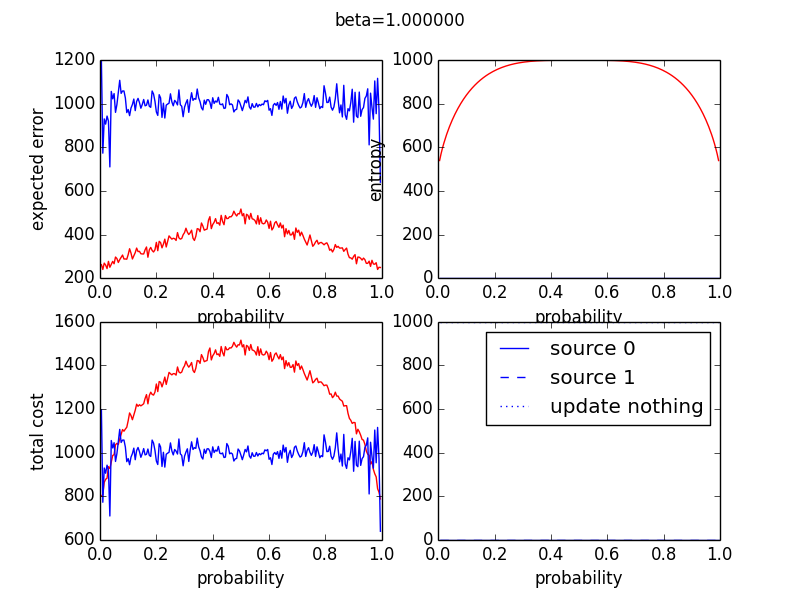 beta=1.000000
1200
1000
800
600
400
200
0.0 0.2 0.4 0.6 0.8 1.0
probability
expected error
1000
800
600
400
200
0
0.0 0.2 0.4 0.6 0.8 1.0
probability
entropy
1600
1400
1200
1000
800
600
0.0 0.2 0.4 0.6 0.8 1.0
probability
total cost
1000
800
600
400
200
0
0.0 0.2 0.4 0.6 0.8 1.0
probability
source 0
source 1
update nothing